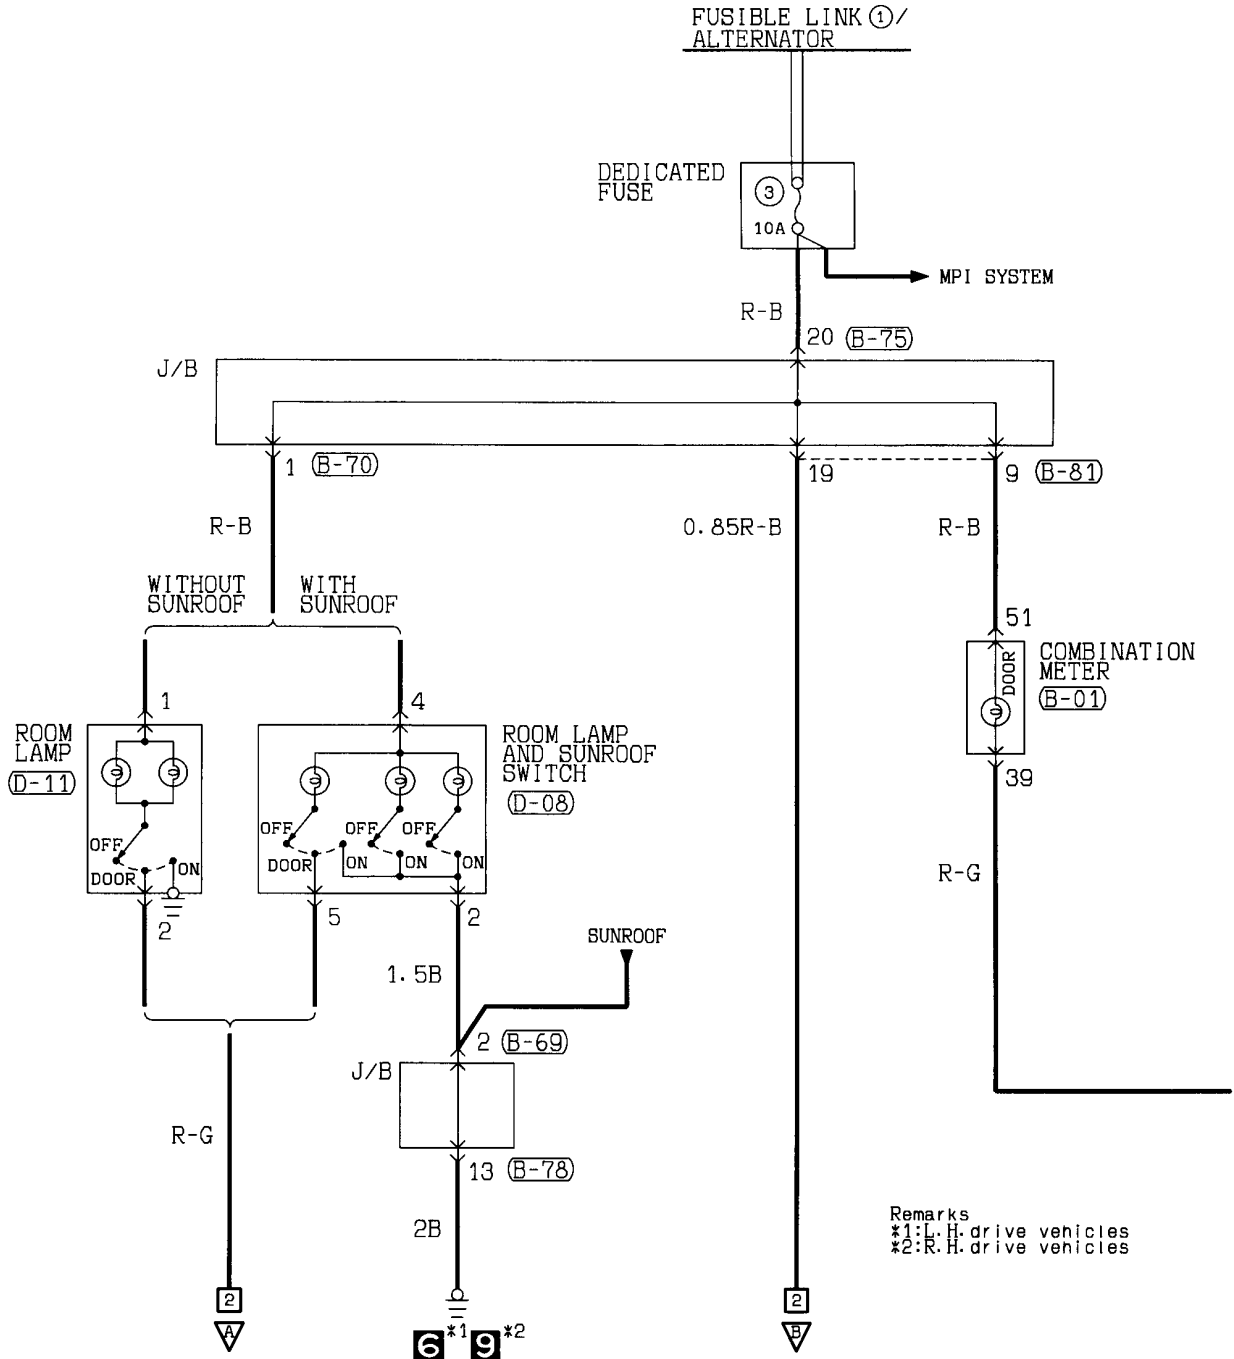 FUSIBLE LINK ①/
ALTERNATOR
DEDICATED
FUSE
③
10A
MPI SYSTEM
R-B
20 B-75
J/B
1 B-70
19
9 B-81
R-B
0.85R-B
R-B
WITHOUT
SUNROOF
WITH
SUNROOF
51
COMBINATION
METER
B-01
DOOR
1
4
ROOM
LAMP
D-11
ROOM LAMP
AND SUNROOF
SWITCH
D-08
39
OFF
DOOR
ON
OFF
DOOR
ON
OFF
ON
OFF
ON
R-G
2
5
2
SUNROOF
1.5B
2 B-69
J/B
R-G
13 B-78
2B
Remarks
*1:L.H.drive vehicles
*2:R.H.drive vehicles
2
A
6 *1 9 *2
2
B